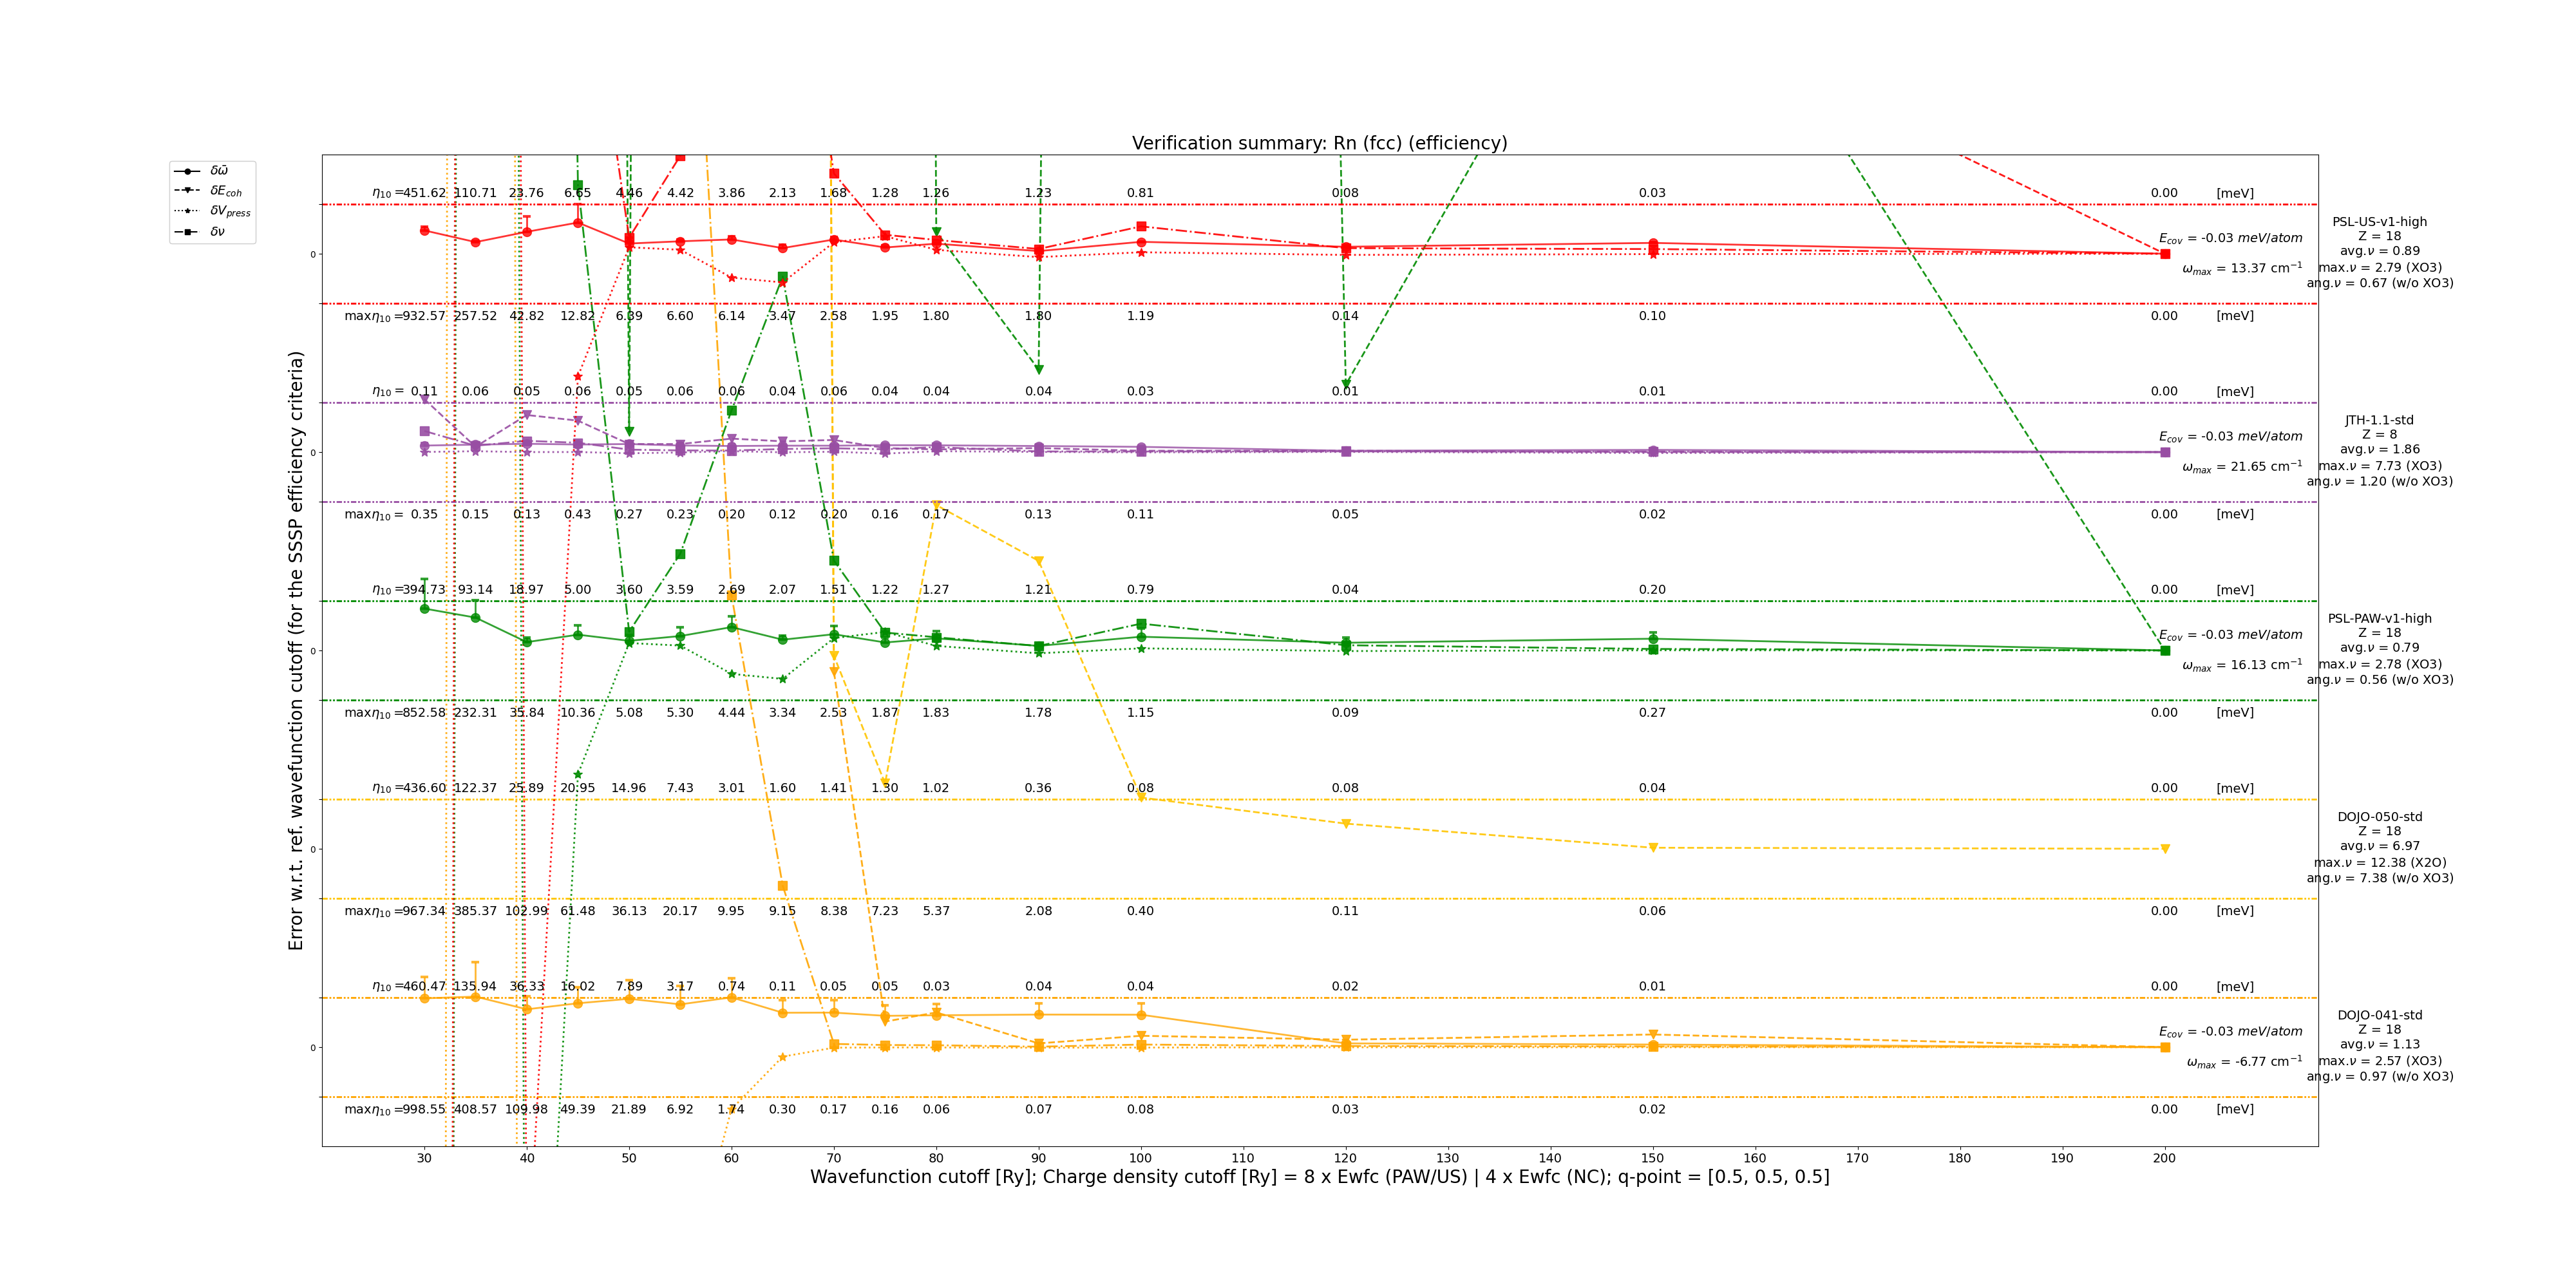 Verification summary: Rn (fcc) (efficiency)
δω̄
δE_coh
δV_press
δν
Error w.r.t. ref. wavefunction cutoff (for the SSSP efficiency criteria)
η₁₀ = 451.62 110.71 23.76 6.65 4.46 4.42 3.86 2.13 1.68 1.28 1.26 1.23 0.81 0.08 0.03 0.00 [meV]
PSL-US-v1-high
Z = 18
0
E_cov = -0.03 meV/atom
avg.ν = 0.89
ω_max = 13.37 cm⁻¹
max.ν = 2.79 (XO3)
ang.ν = 0.67 (w/o XO3)
maxη₁₀ = 932.57 257.52 42.82 12.82 6.39 6.60 6.14 3.47 2.58 1.95 1.80 1.80 1.19 0.14 0.10 0.00 [meV]
η₁₀ = 0.11 0.06 0.05 0.06 0.05 0.06 0.06 0.04 0.06 0.04 0.04 0.04 0.03 0.01 0.01 0.00 [meV]
JTH-1.1-std
Z = 8
0
E_cov = -0.03 meV/atom
avg.ν = 1.86
ω_max = 21.65 cm⁻¹
max.ν = 7.73 (XO3)
ang.ν = 1.20 (w/o XO3)
maxη₁₀ = 0.35 0.15 0.13 0.43 0.27 0.23 0.20 0.12 0.20 0.16 0.17 0.13 0.11 0.05 0.02 0.00 [meV]
η₁₀ = 394.73 93.14 18.97 5.00 3.60 3.59 2.69 2.07 1.51 1.22 1.27 1.21 0.79 0.04 0.20 0.00 [meV]
PSL-PAW-v1-high
Z = 18
0
E_cov = -0.03 meV/atom
avg.ν = 0.79
ω_max = 16.13 cm⁻¹
max.ν = 2.78 (XO3)
ang.ν = 0.56 (w/o XO3)
maxη₁₀ = 852.58 232.31 35.84 10.36 5.08 5.30 4.44 3.34 2.53 1.87 1.83 1.78 1.15 0.09 0.27 0.00 [meV]
η₁₀ = 436.60 122.37 25.89 20.95 14.96 7.43 3.01 1.60 1.41 1.30 1.02 0.36 0.08 0.08 0.04 0.00 [meV]
DOJO-050-std
Z = 18
0
avg.ν = 6.97
max.ν = 12.38 (X2O)
ang.ν = 7.38 (w/o XO3)
maxη₁₀ = 967.34 385.37 102.99 61.48 36.13 20.17 9.95 9.15 8.38 7.23 5.37 2.08 0.40 0.11 0.06 0.00 [meV]
η₁₀ = 460.47 135.94 36.33 16.02 7.89 3.17 0.74 0.11 0.05 0.05 0.03 0.04 0.04 0.02 0.01 0.00 [meV]
DOJO-041-std
Z = 18
0
E_cov = -0.03 meV/atom
avg.ν = 1.13
ω_max = -6.77 cm⁻¹
max.ν = 2.57 (XO3)
ang.ν = 0.97 (w/o XO3)
maxη₁₀ = 998.55 408.57 109.98 49.39 21.89 6.92 1.74 0.30 0.17 0.16 0.06 0.07 0.08 0.03 0.02 0.00 [meV]
30 40 50 60 70 80 90 100 110 120 130 140 150 160 170 180 190 200
Wavefunction cutoff [Ry]; Charge density cutoff [Ry] = 8 x Ewfc (PAW/US) | 4 x Ewfc (NC); q-point = [0.5, 0.5, 0.5]